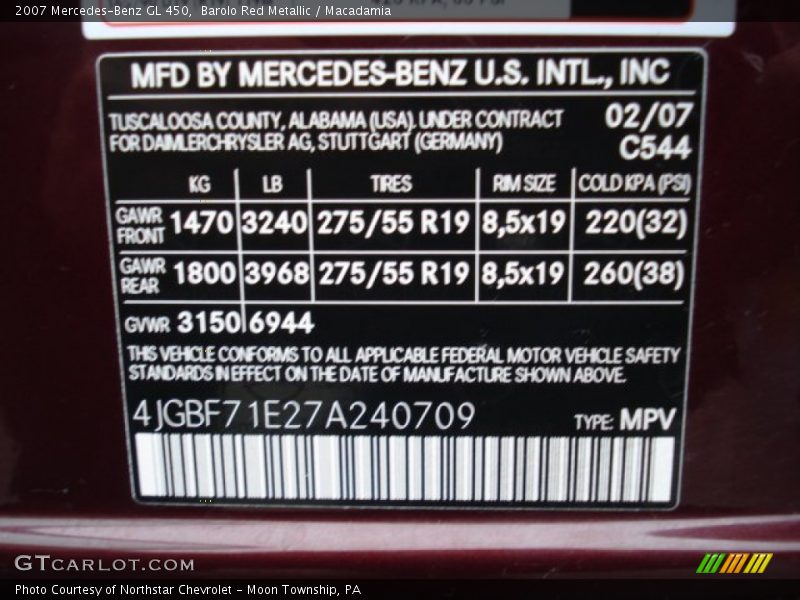 2007 Mercedes-Benz GL 450, Barolo Red Metallic / Macadamia
MFD BY MERCEDES-BENZ U.S. INTL., INC
TUSCALOOSA COUNTY, ALABAMA (USA). UNDER CONTRACT 02/07
FOR DAIMLERCHRYSLER AG, STUTTGART (GERMANY) C544
KG LB TIRES RIM SIZE COLD KPA (PSI)
GAWR FRONT 1470 3240 275/55 R19 8,5x19 220(32)
GAWR REAR 1800 3968 275/55 R19 8,5x19 260(38)
GVWR 3150 6944
THIS VEHICLE CONFORMS TO ALL APPLICABLE FEDERAL MOTOR VEHICLE SAFETY
STANDARDS IN EFFECT ON THE DATE OF MANUFACTURE SHOWN ABOVE.
4JGBF71E27A240709 TYPE: MPV
GTCARLOT.COM
Photo Courtesy of Northstar Chevrolet - Moon Township, PA